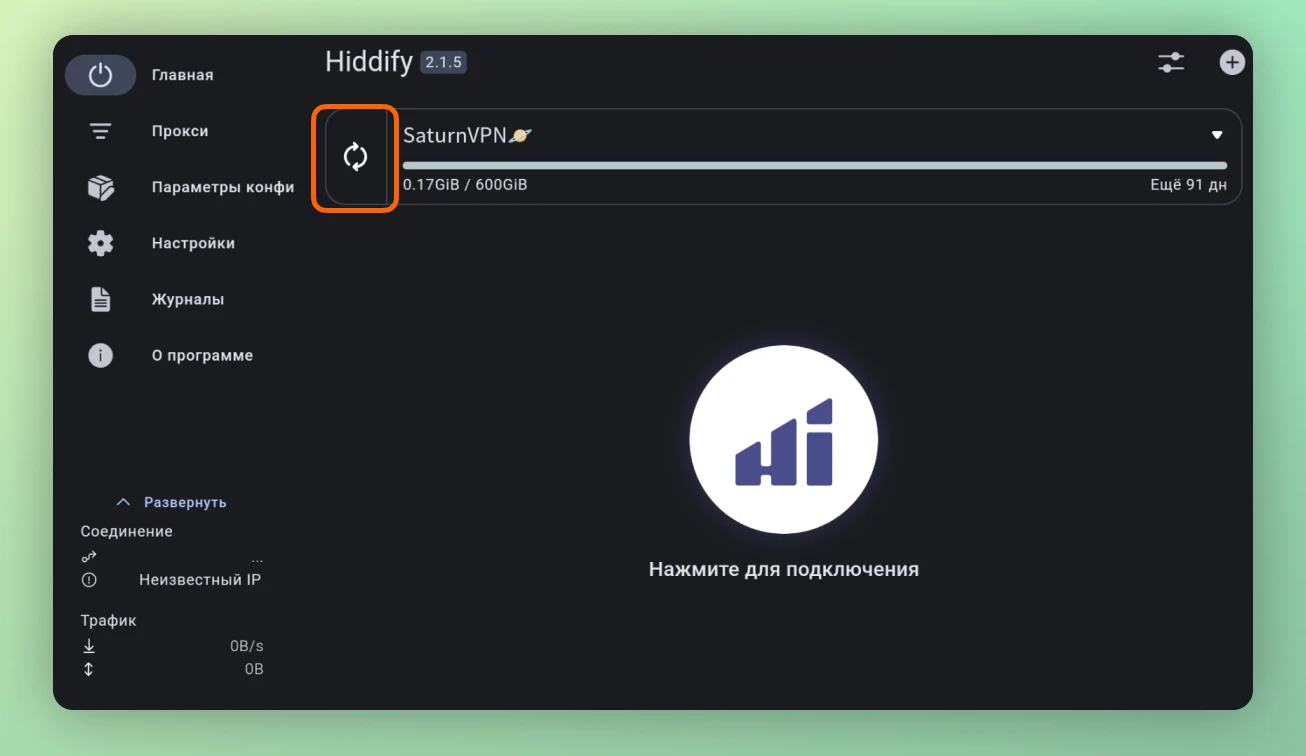 Hiddify 2.1.5
Главная
Прокси
Параметры конфи
Настройки
Журналы
О программе
SaturnVPN🪐
0.17GiB / 600GiB
Ещё 91 дн
Нажмите для подключения
Развернуть
Соединение
...
Неизвестный IP
Трафик
0B/s
0B